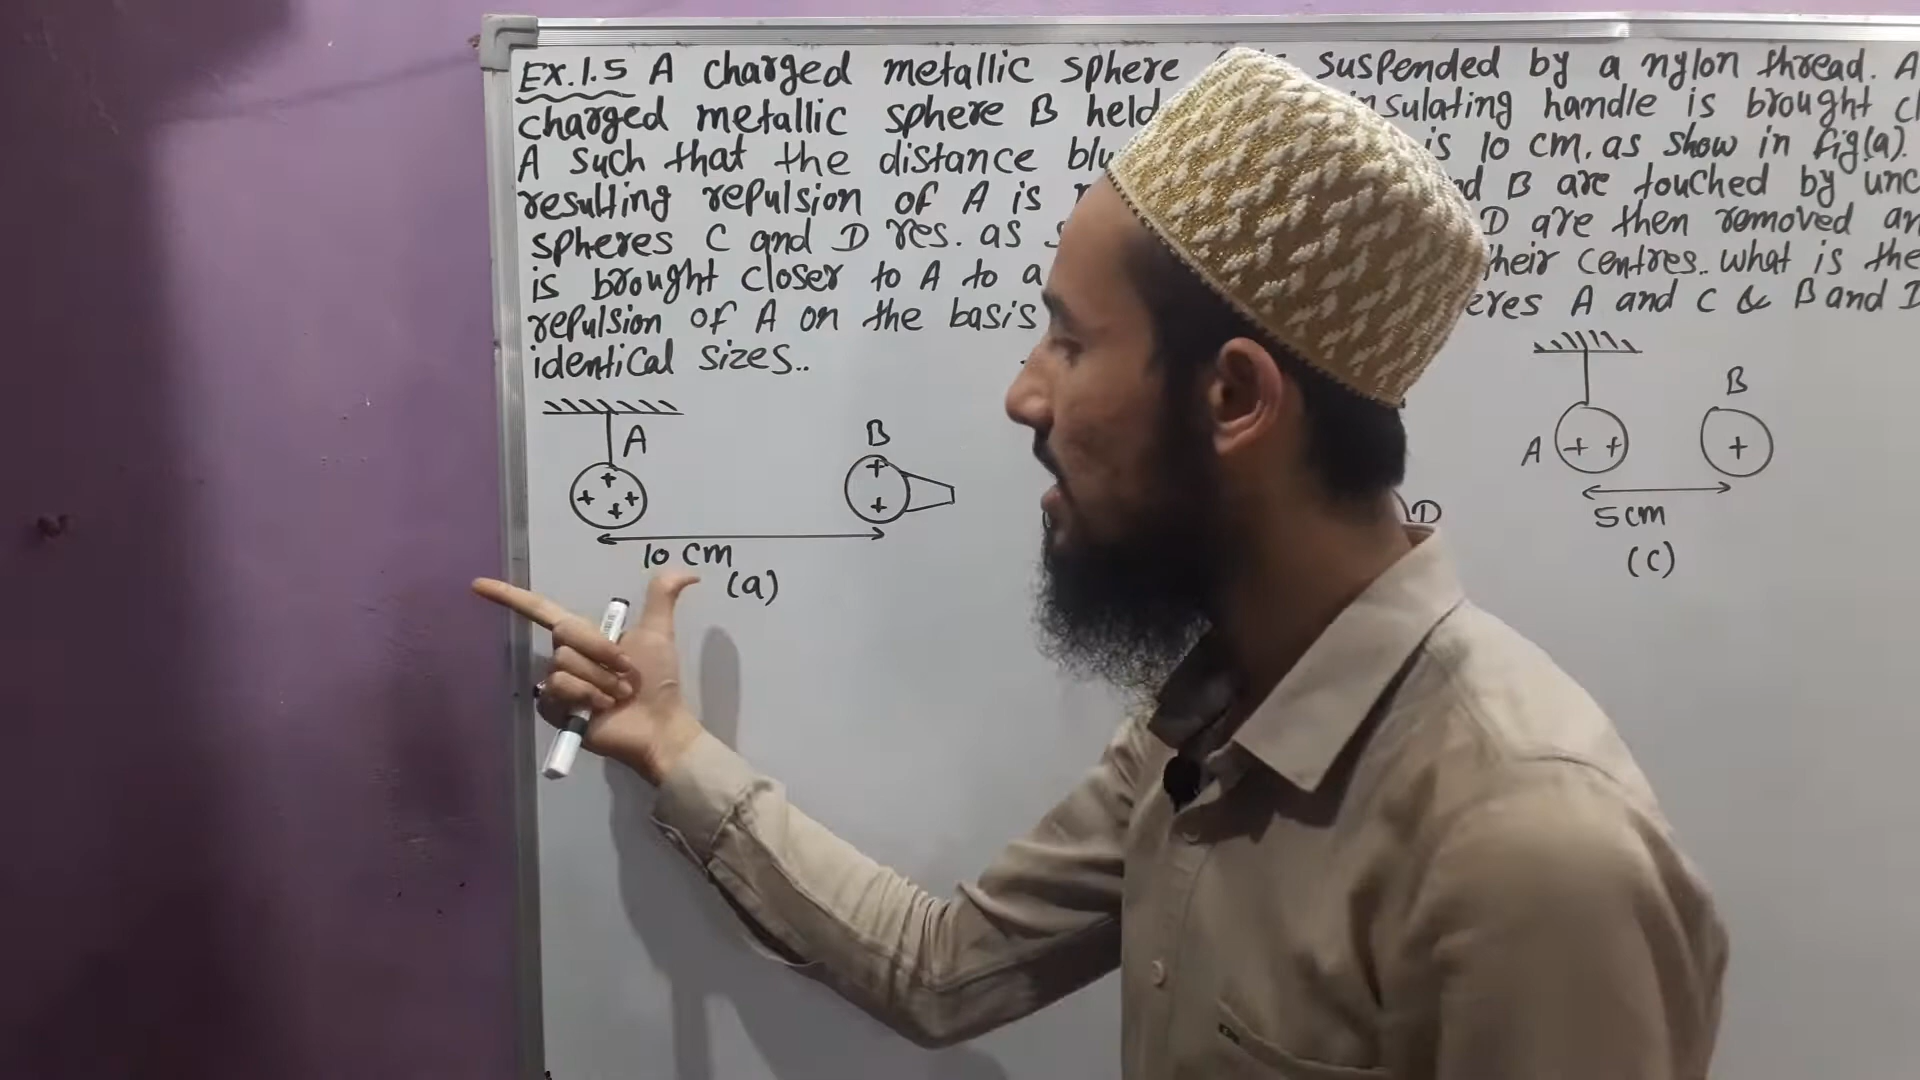 Ex.1.5 A charged metallic sphere suspended by a nylon thread. A
charged metallic sphere B held insulating handle is brought
A such that the distance b/w is 10 cm. as show in fig(a).
resulting repulsion of A is B are touched by
spheres C and D res. as D are then removed
is brought closer to A to a their centres.. what is the
repulsion of A on the basis A and C & B and
identical sizes..
A
+ + + +
B
+ +
10 cm
(a)
D
A + +
B
+
5 cm
(c)